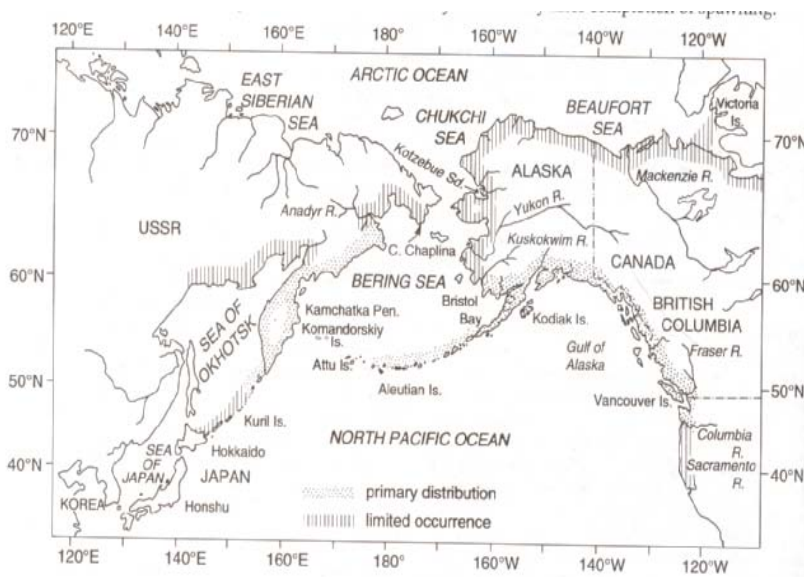 completion of spawning.
120°E 140°E 160°E 180° 160°W 140°W 120°W
ARCTIC OCEAN
EAST
SIBERIAN
SEA
CHUKCHI
SEA
BEAUFORT
SEA
Victoria
Is.
70°N
70°N
Kotzebue Sd.
ALASKA
Mackenzie R.
Anadyr R.
Yukon R.
USSR
C. Chaplina
Kuskokwim R.
CANADA
60°N
60°N
BERING SEA
Bristol
Bay
BRITISH
COLUMBIA
SEA OF
OKHOTSK
Kamchatka Pen.
Komandorskiy
Is.
Kodiak Is.
Fraser R.
Attu Is.
Gulf of
Alaska
50°N
50°N
Aleutian Is.
Vancouver Is.
Kuril Is.
SEA
OF
JAPAN
Hokkaido
NORTH PACIFIC OCEAN
Columbia
R.
Sacramento
R.
40°N
40°N
JAPAN
KOREA
Honshu
primary distribution
limited occurrence
120°E 140°E 160°E 180° 160°W 140°W 120°W